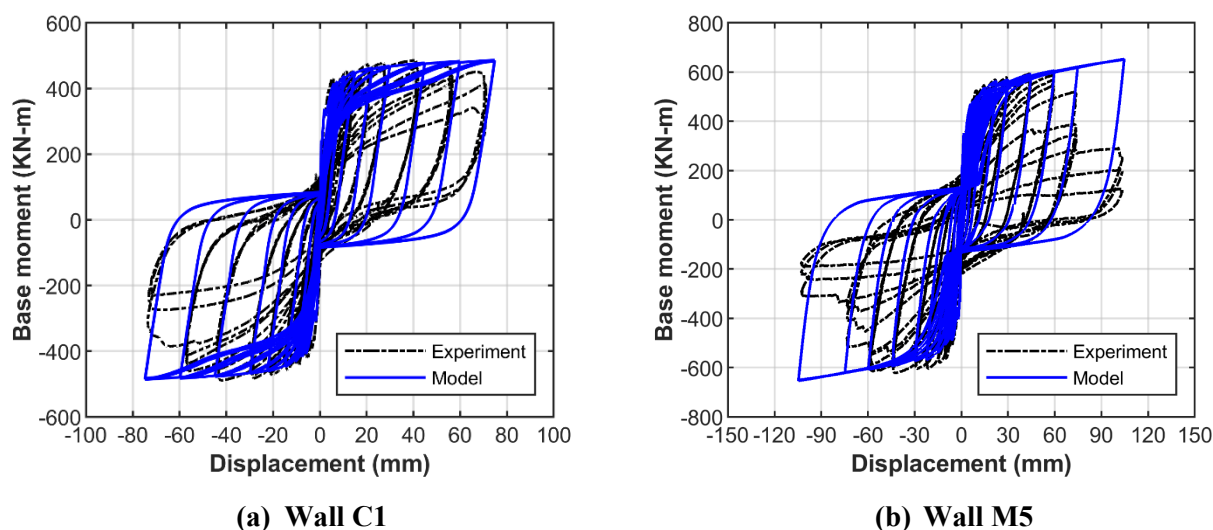 600
400
200
0
-200
-400
-600
Base moment (KN-m)
-100 -80 -60 -40 -20 0 20 40 60 80 100
Displacement (mm)
Experiment
Model
(a) Wall C1
800
600
400
200
0
-200
-400
-600
-800
Base moment (KN-m)
-150 -120 -90 -60 -30 0 30 60 90 120 150
Displacement (mm)
Experiment
Model
(b) Wall M5